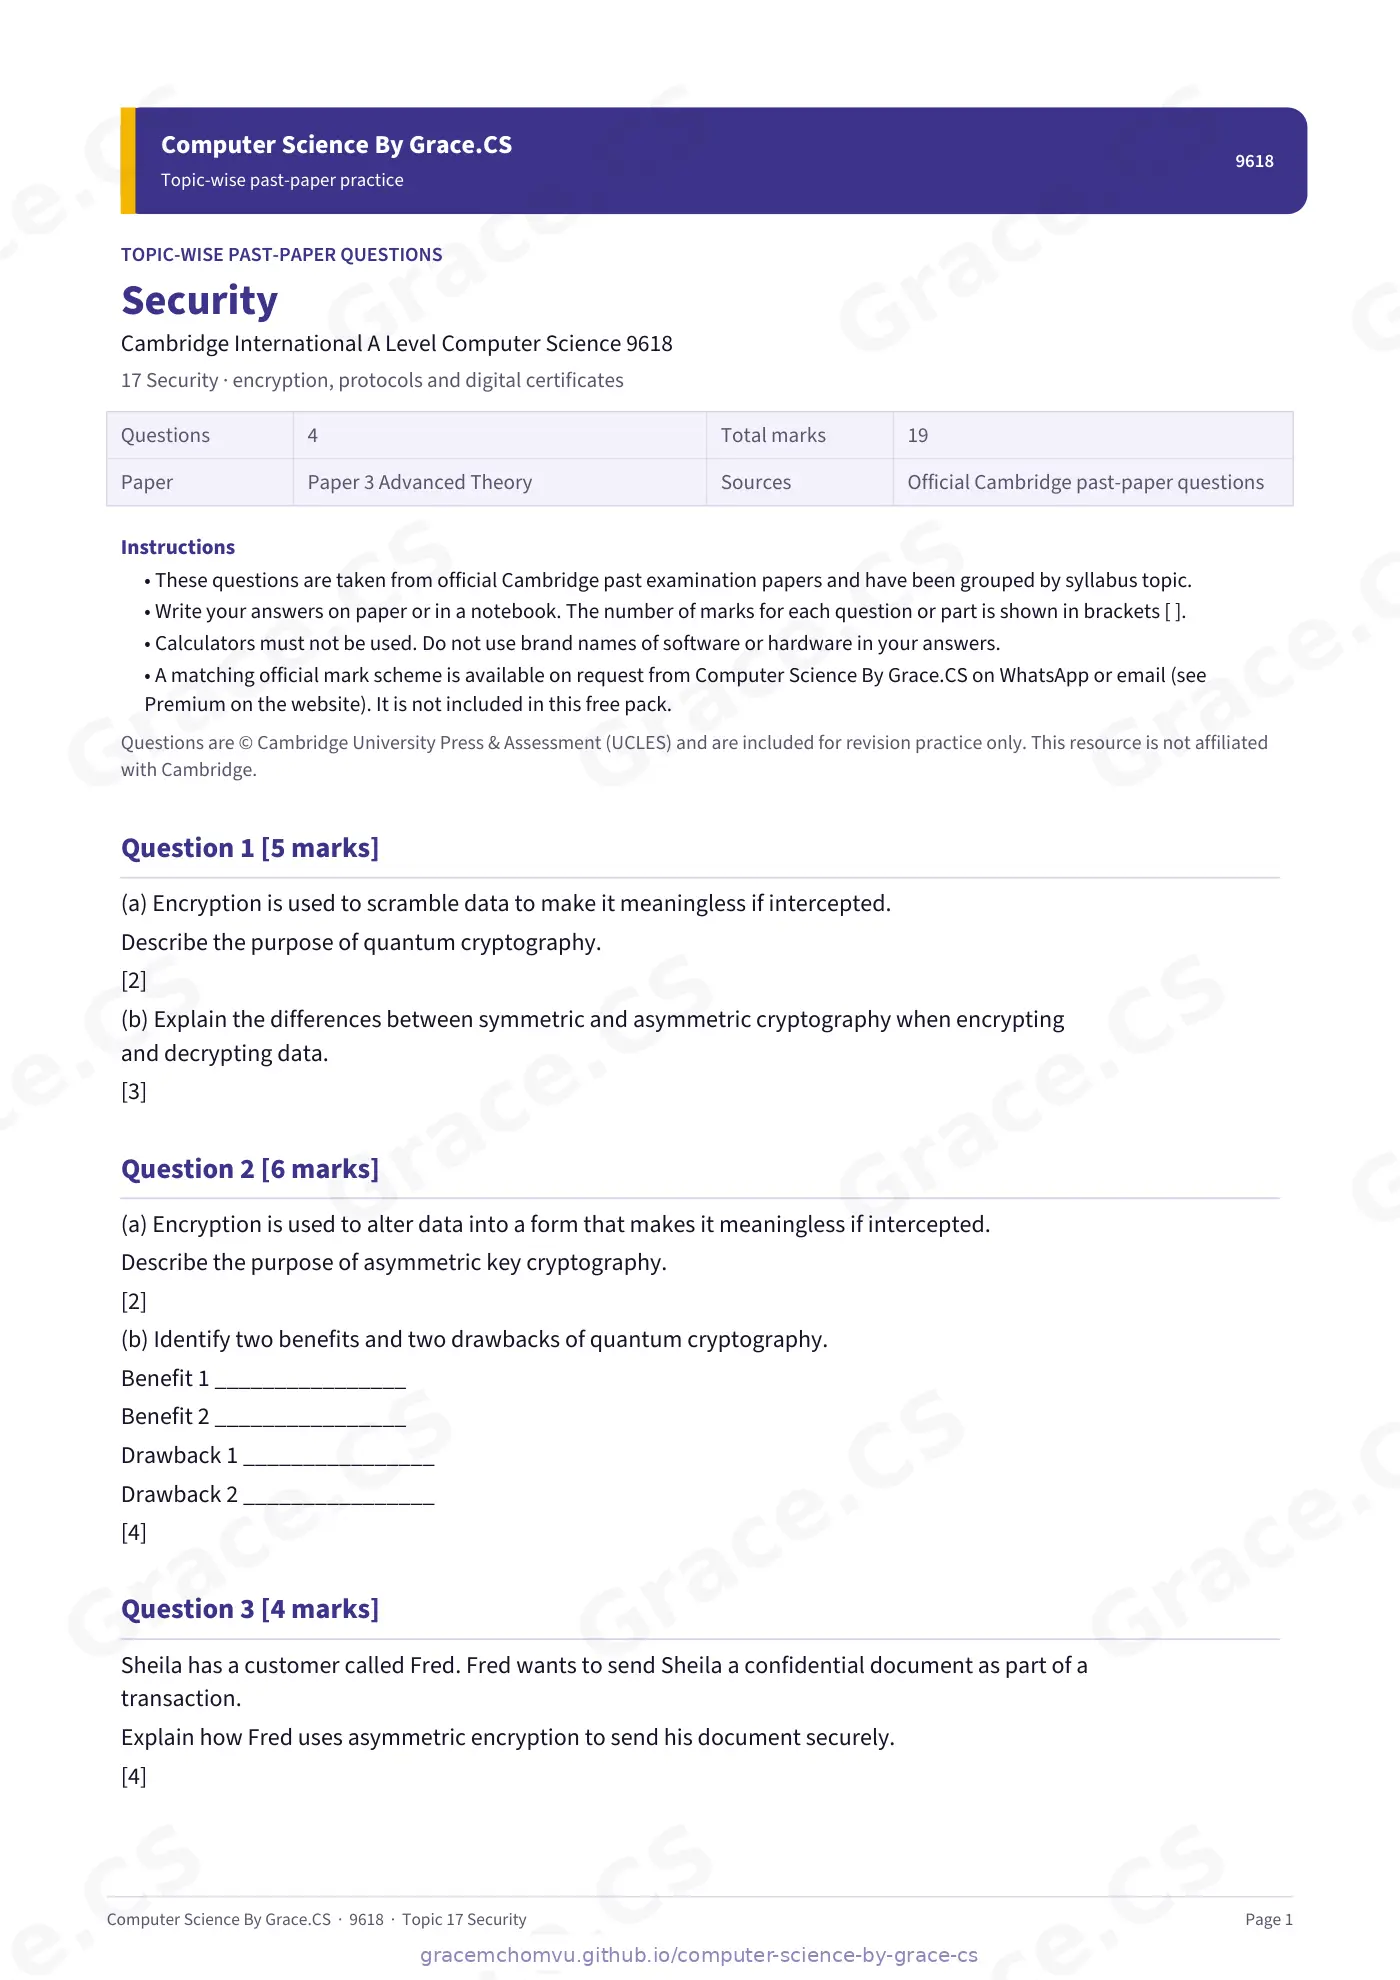 Computer Science By Grace.CS
Topic-wise past-paper practice
9618
TOPIC-WISE PAST-PAPER QUESTIONS
Security
Cambridge International A Level Computer Science 9618
17 Security · encryption, protocols and digital certificates
Questions 4 Total marks 19
Paper Paper 3 Advanced Theory Sources Official Cambridge past-paper questions
Instructions
• These questions are taken from official Cambridge past examination papers and have been grouped by syllabus topic.
• Write your answers on paper or in a notebook. The number of marks for each question or part is shown in brackets [ ].
• Calculators must not be used. Do not use brand names of software or hardware in your answers.
• A matching official mark scheme is available on request from Computer Science By Grace.CS on WhatsApp or email (see
Premium on the website). It is not included in this free pack.
Questions are © Cambridge University Press & Assessment (UCLES) and are included for revision practice only. This resource is not affiliated
with Cambridge.
Question 1 [5 marks]
(a) Encryption is used to scramble data to make it meaningless if intercepted.
Describe the purpose of quantum cryptography.
[2]
(b) Explain the differences between symmetric and asymmetric cryptography when encrypting
and decrypting data.
[3]
Question 2 [6 marks]
(a) Encryption is used to alter data into a form that makes it meaningless if intercepted.
Describe the purpose of asymmetric key cryptography.
[2]
(b) Identify two benefits and two drawbacks of quantum cryptography.
Benefit 1 ________________
Benefit 2 ________________
Drawback 1 ________________
Drawback 2 ________________
[4]
Question 3 [4 marks]
Sheila has a customer called Fred. Fred wants to send Sheila a confidential document as part of a
transaction.
Explain how Fred uses asymmetric encryption to send his document securely.
[4]
Computer Science By Grace.CS · 9618 · Topic 17 Security
Page 1
gracemchomvu.github.io/computer-science-by-grace-cs